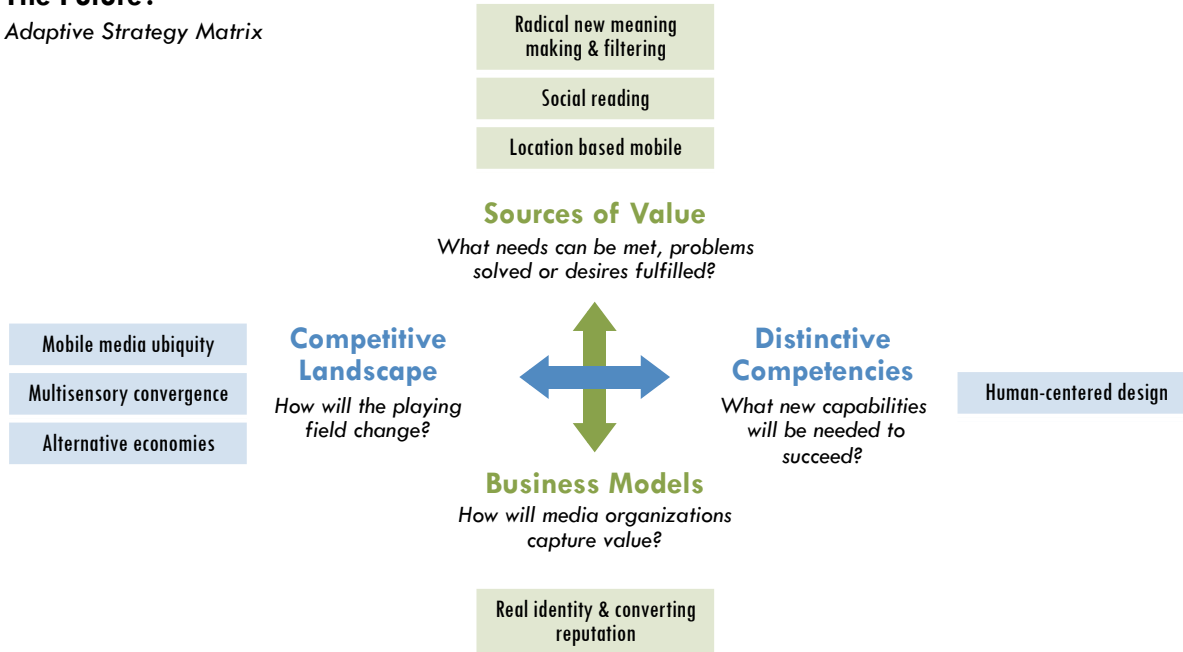 The Future?
Adaptive Strategy Matrix
Radical new meaning
making & filtering
Social reading
Location based mobile
Sources of Value
What needs can be met, problems
solved or desires fulfilled?
Mobile media ubiquity
Multisensory convergence
Alternative economies
Competitive
Landscape
How will the playing
field change?
Distinctive
Competencies
What new capabilities
will be needed to
succeed?
Human-centered design
Business Models
How will media organizations
capture value?
Real identity & converting
reputation